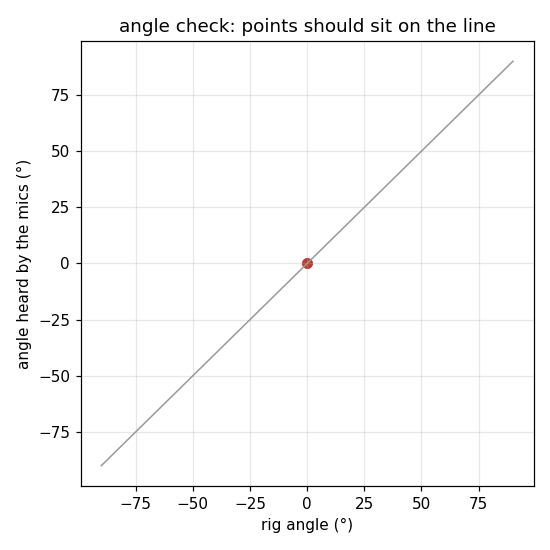 angle check: points should sit on the line
angle heard by the mics (°)
75
50
25
0
−25
−50
−75
−75 −50 −25 0 25 50 75
rig angle (°)